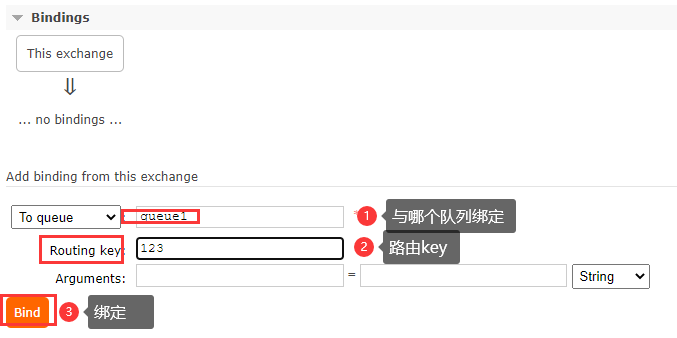 Bindings
This exchange
⇓
... no bindings ...
Add binding from this exchange
To queue : queue1 * 1 与哪个队列绑定
Routing key: 123 2 路由key
Arguments: = String
Bind 3 绑定